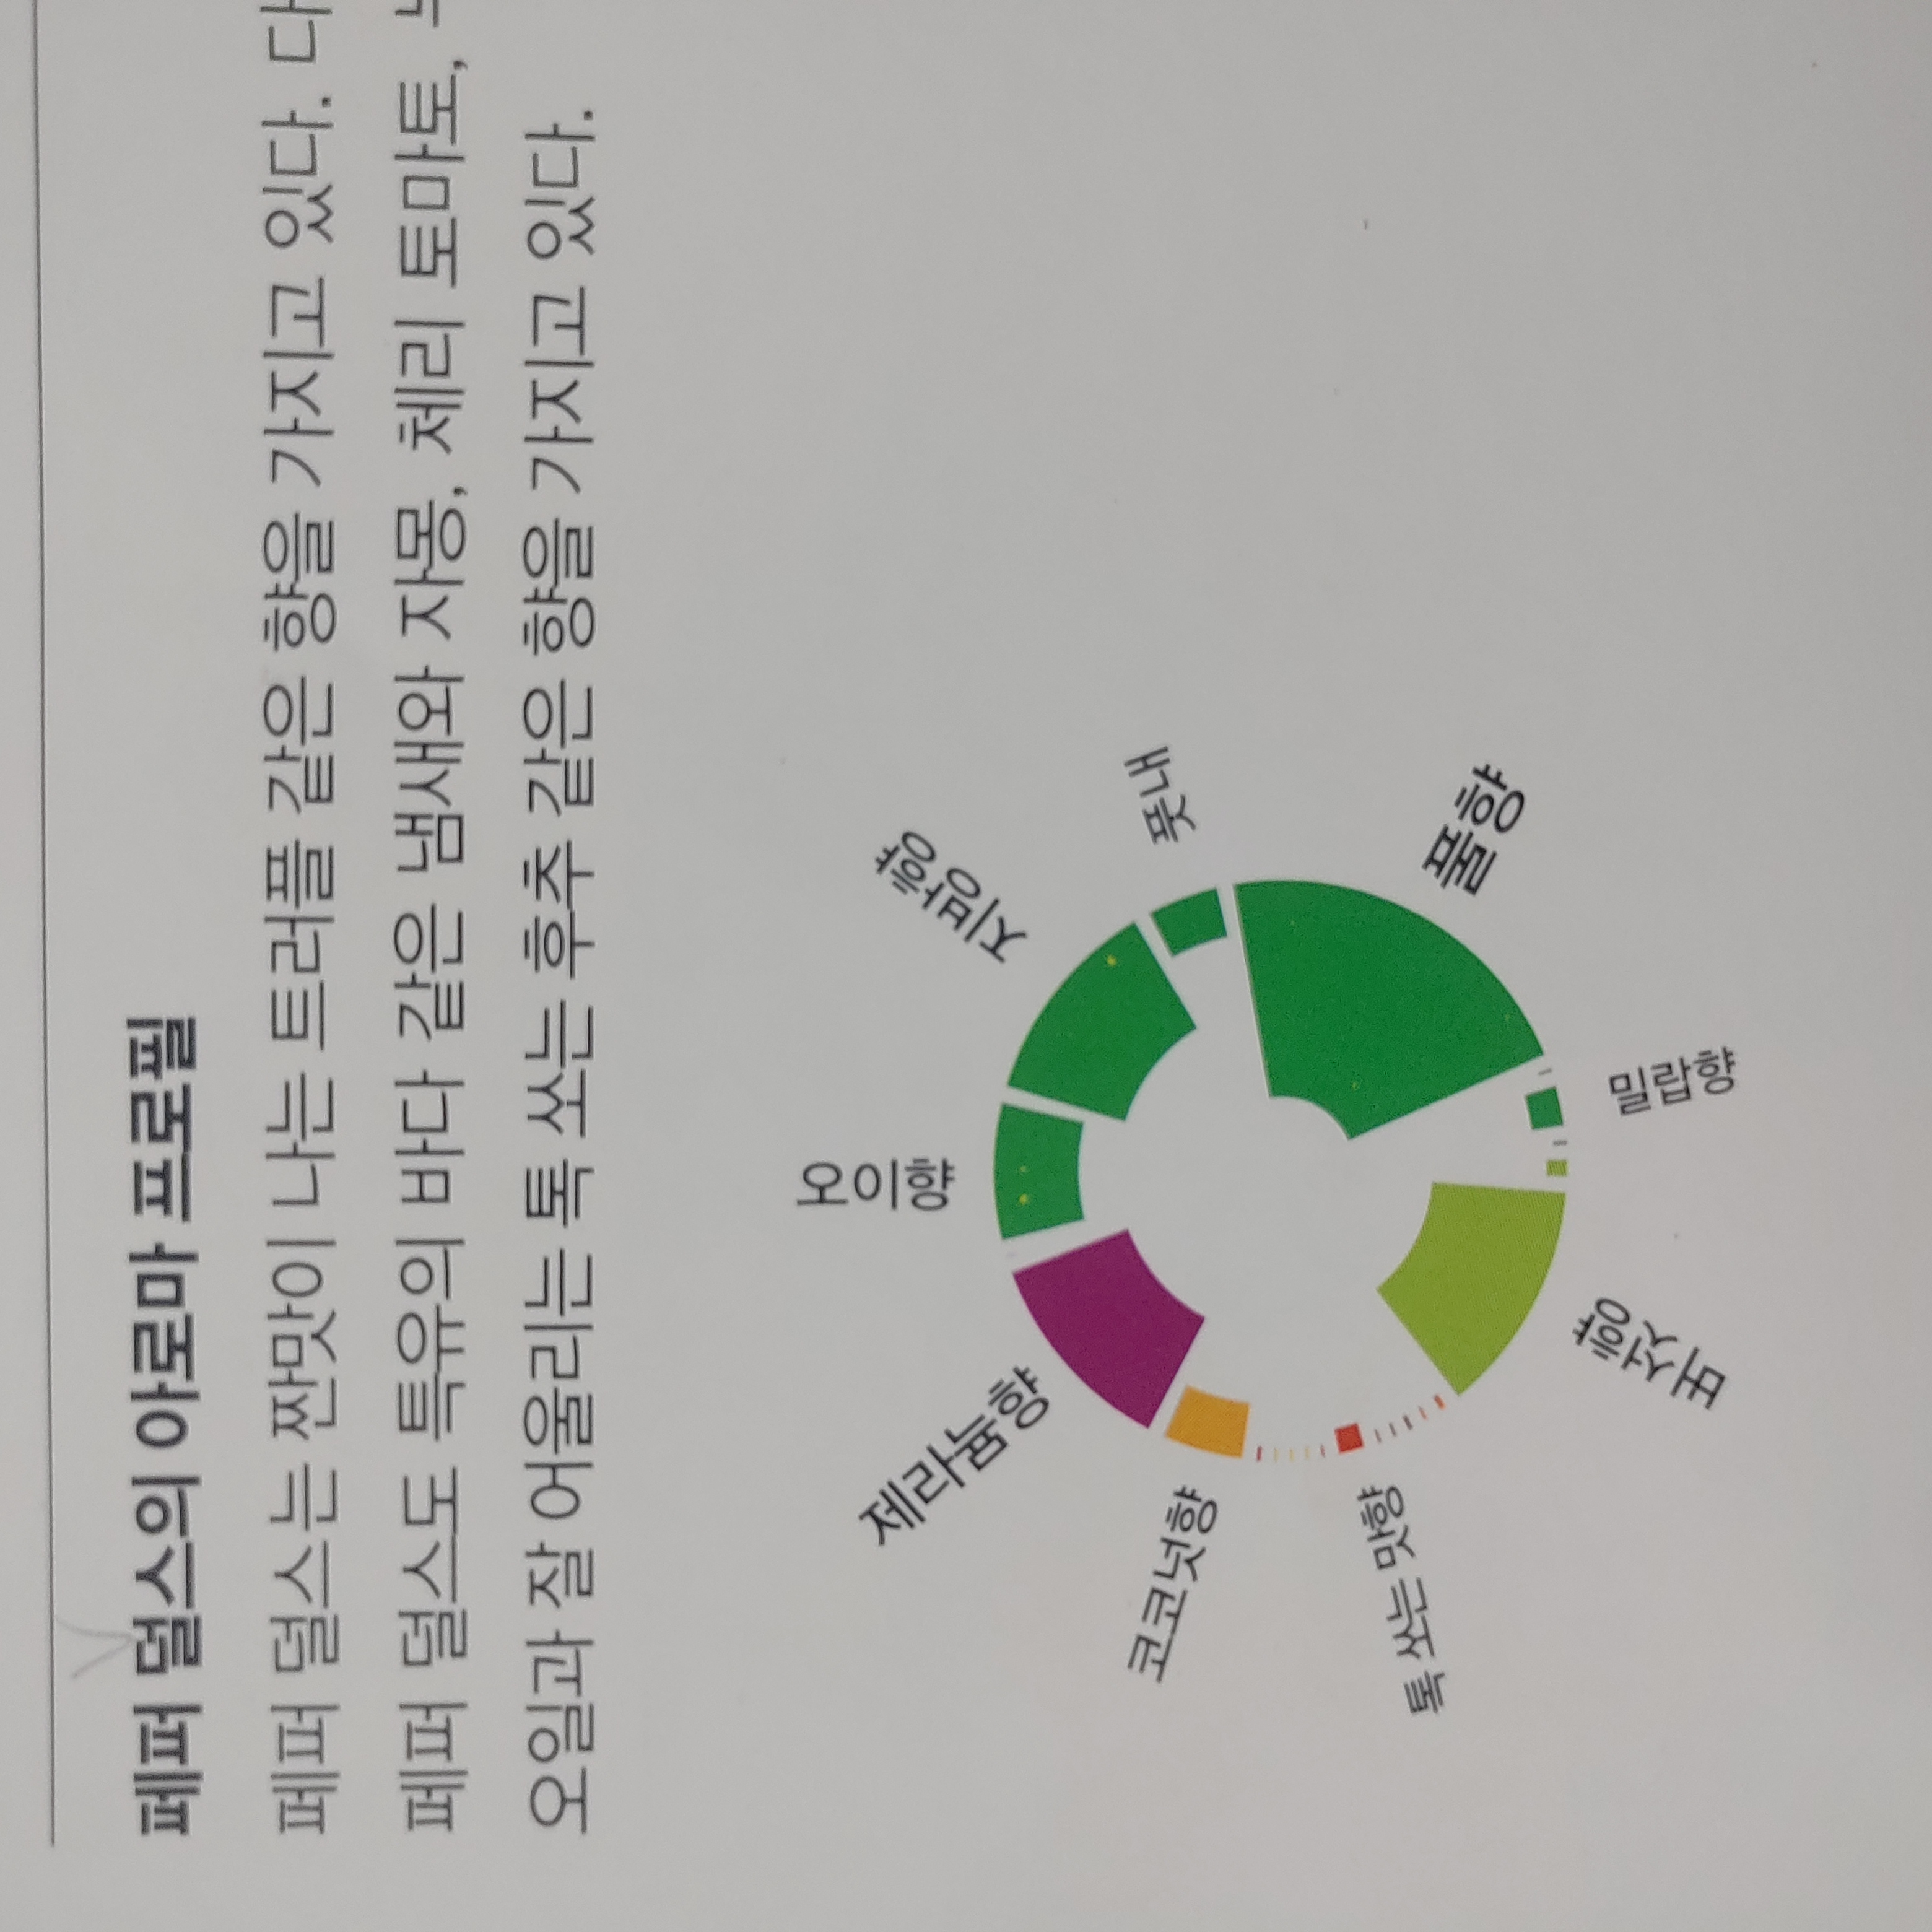 페퍼 덜스의 아로마 프로필
페퍼 덜스는 짠맛이 나는 트러플 같은 향을 가지고 있다.
페퍼 덜스도 특유의 바다 같은 냄새와 자몽, 체리 토마토,
오일과 잘 어울리는 톡 쏘는 후추 같은 향을 가지고 있다.
오이향
지방향
제라늄향
풋내
코코넛향
톡 쏘는 맛향
풀향
버섯향
밀랍향